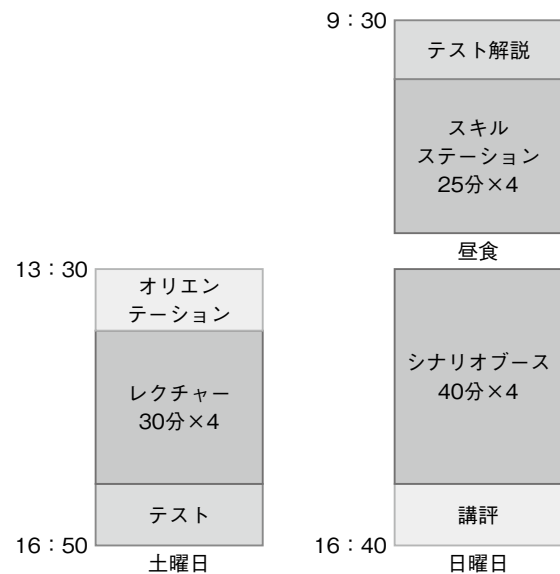 9：30
テスト解説
スキル
ステーション
25分×4
昼食
13：30
オリエン
テーション
レクチャー
30分×4
テスト
16：50
土曜日
シナリオブース
40分×4
講評
16：40
日曜日